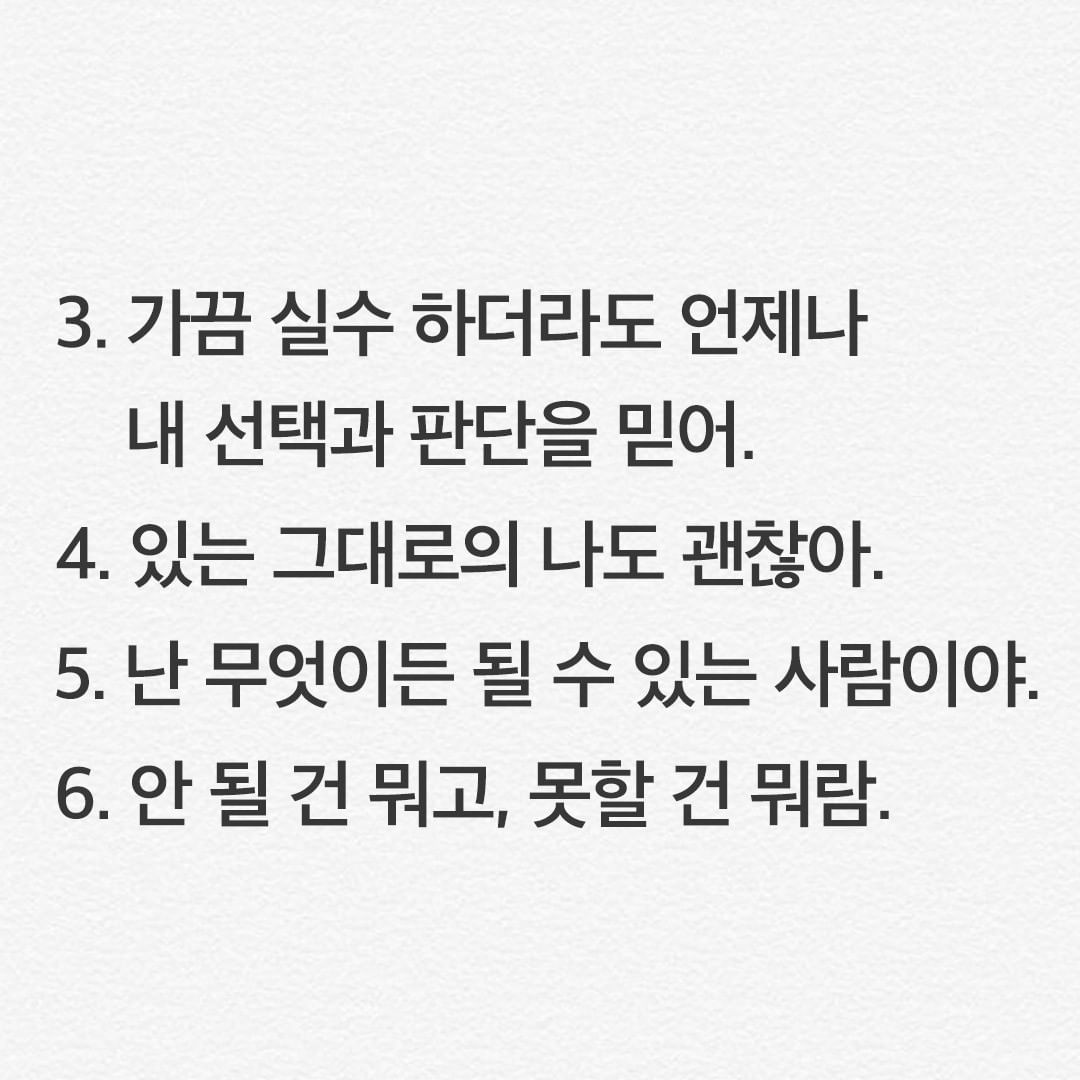 3. 가끔 실수 하더라도 언제나
내 선택과 판단을 믿어.
4. 있는 그대로의 나도 괜찮아.
5. 난 무엇이든 될 수 있는 사람이야.
6. 안 될 건 뭐고, 못할 건 뭐람.